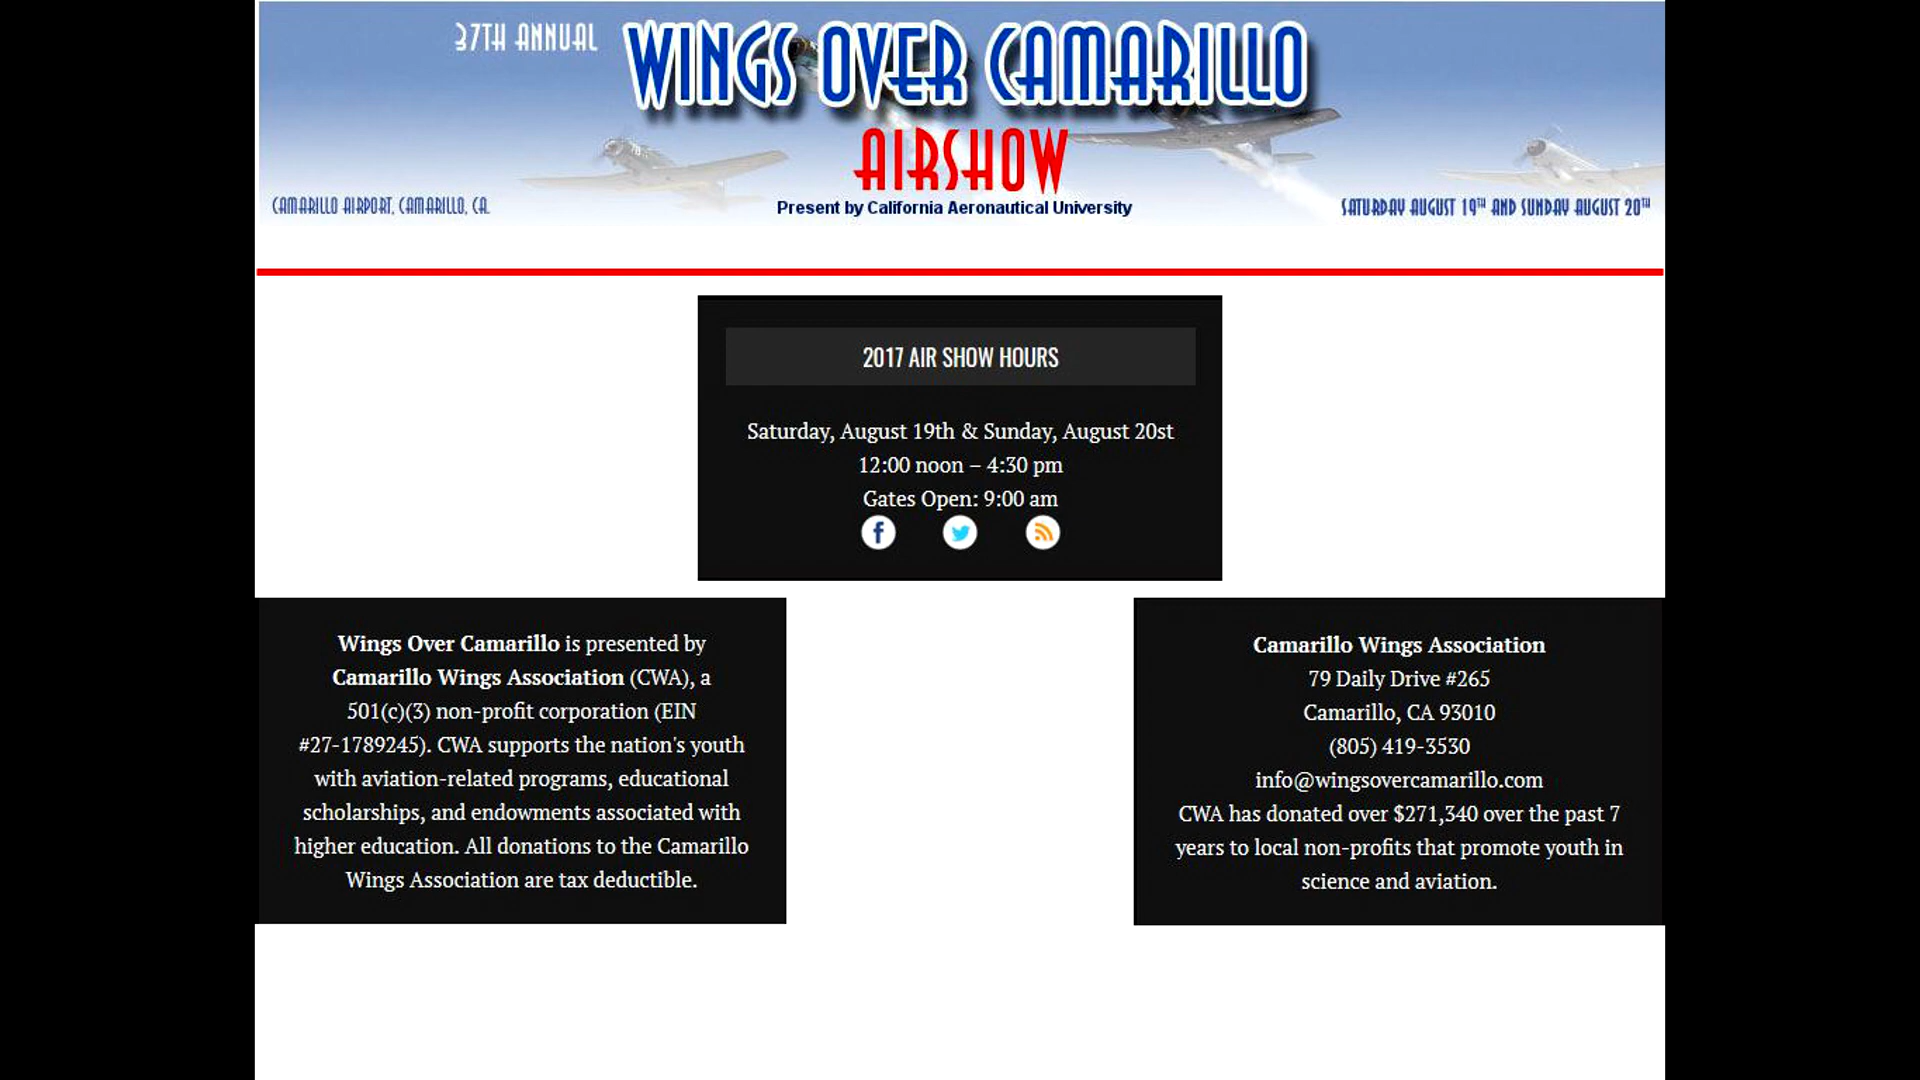 37TH ANNUAL WINGS OVER CAMARILLO
AIRSHOW
CAMARILLO AIRPORT, CAMARILLO, CA.
Present by California Aeronautical University
SATURDAY AUGUST 19TH AND SUNDAY AUGUST 20TH
2017 AIR SHOW HOURS
Saturday, August 19th & Sunday, August 20st
12:00 noon – 4:30 pm
Gates Open: 9:00 am
Wings Over Camarillo is presented by
Camarillo Wings Association (CWA), a
501(c)(3) non-profit corporation (EIN
#27-1789245). CWA supports the nation's youth
with aviation-related programs, educational
scholarships, and endowments associated with
higher education. All donations to the Camarillo
Wings Association are tax deductible.
Camarillo Wings Association
79 Daily Drive #265
Camarillo, CA 93010
(805) 419-3530
info@wingsovercamarillo.com
CWA has donated over $271,340 over the past 7
years to local non-profits that promote youth in
science and aviation.